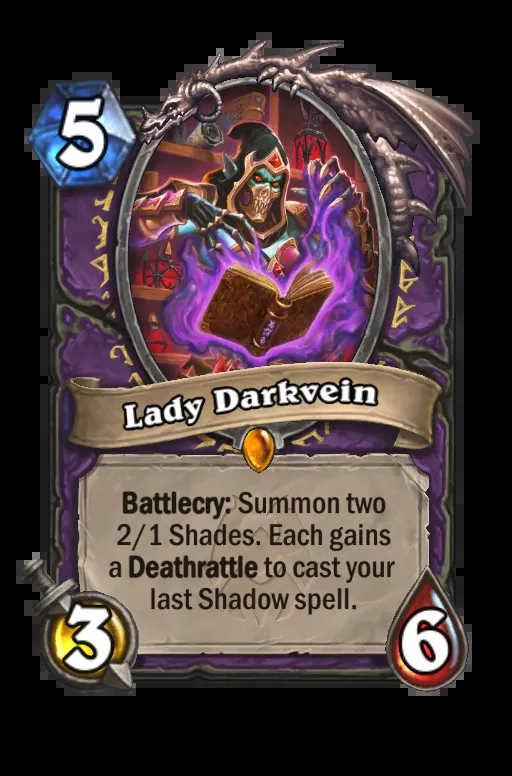 5
Lady Darkvein
Battlecry: Summon two
2/1 Shades. Each gains
a Deathrattle to cast your
last Shadow spell.
3
6